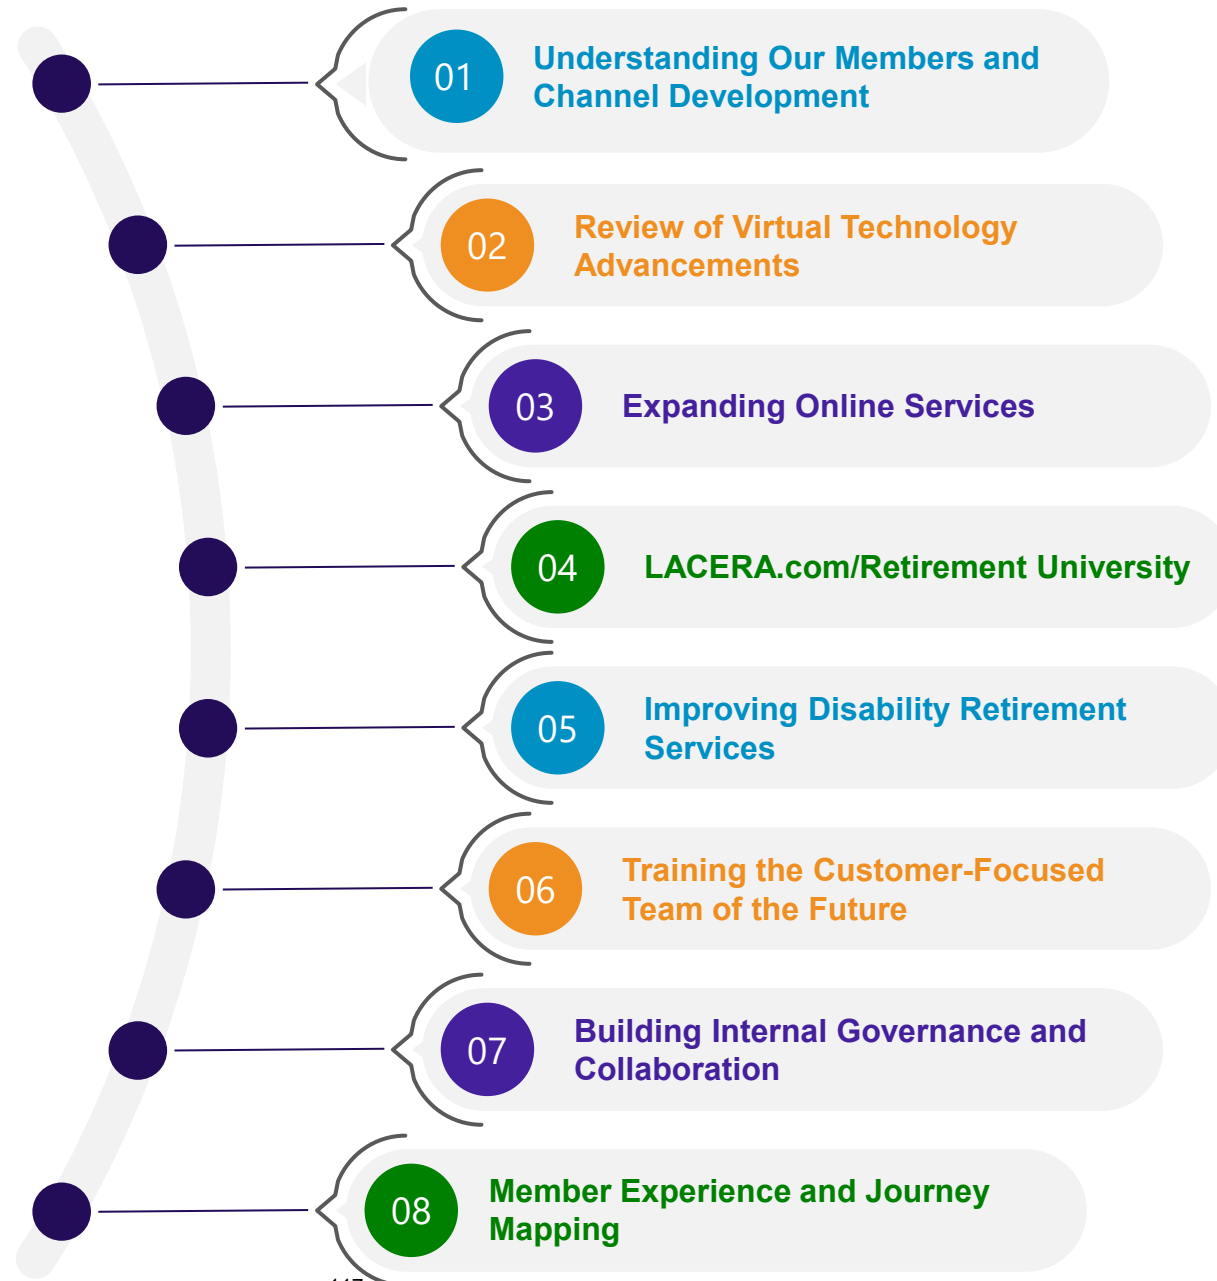 01
Understanding Our Members and
Channel Development
02
Review of Virtual Technology
Advancements
03
Expanding Online Services
04
LACERA.com/Retirement University
05
Improving Disability Retirement
Services
06
Training the Customer-Focused
Team of the Future
07
Building Internal Governance and
Collaboration
08
Member Experience and Journey
Mapping